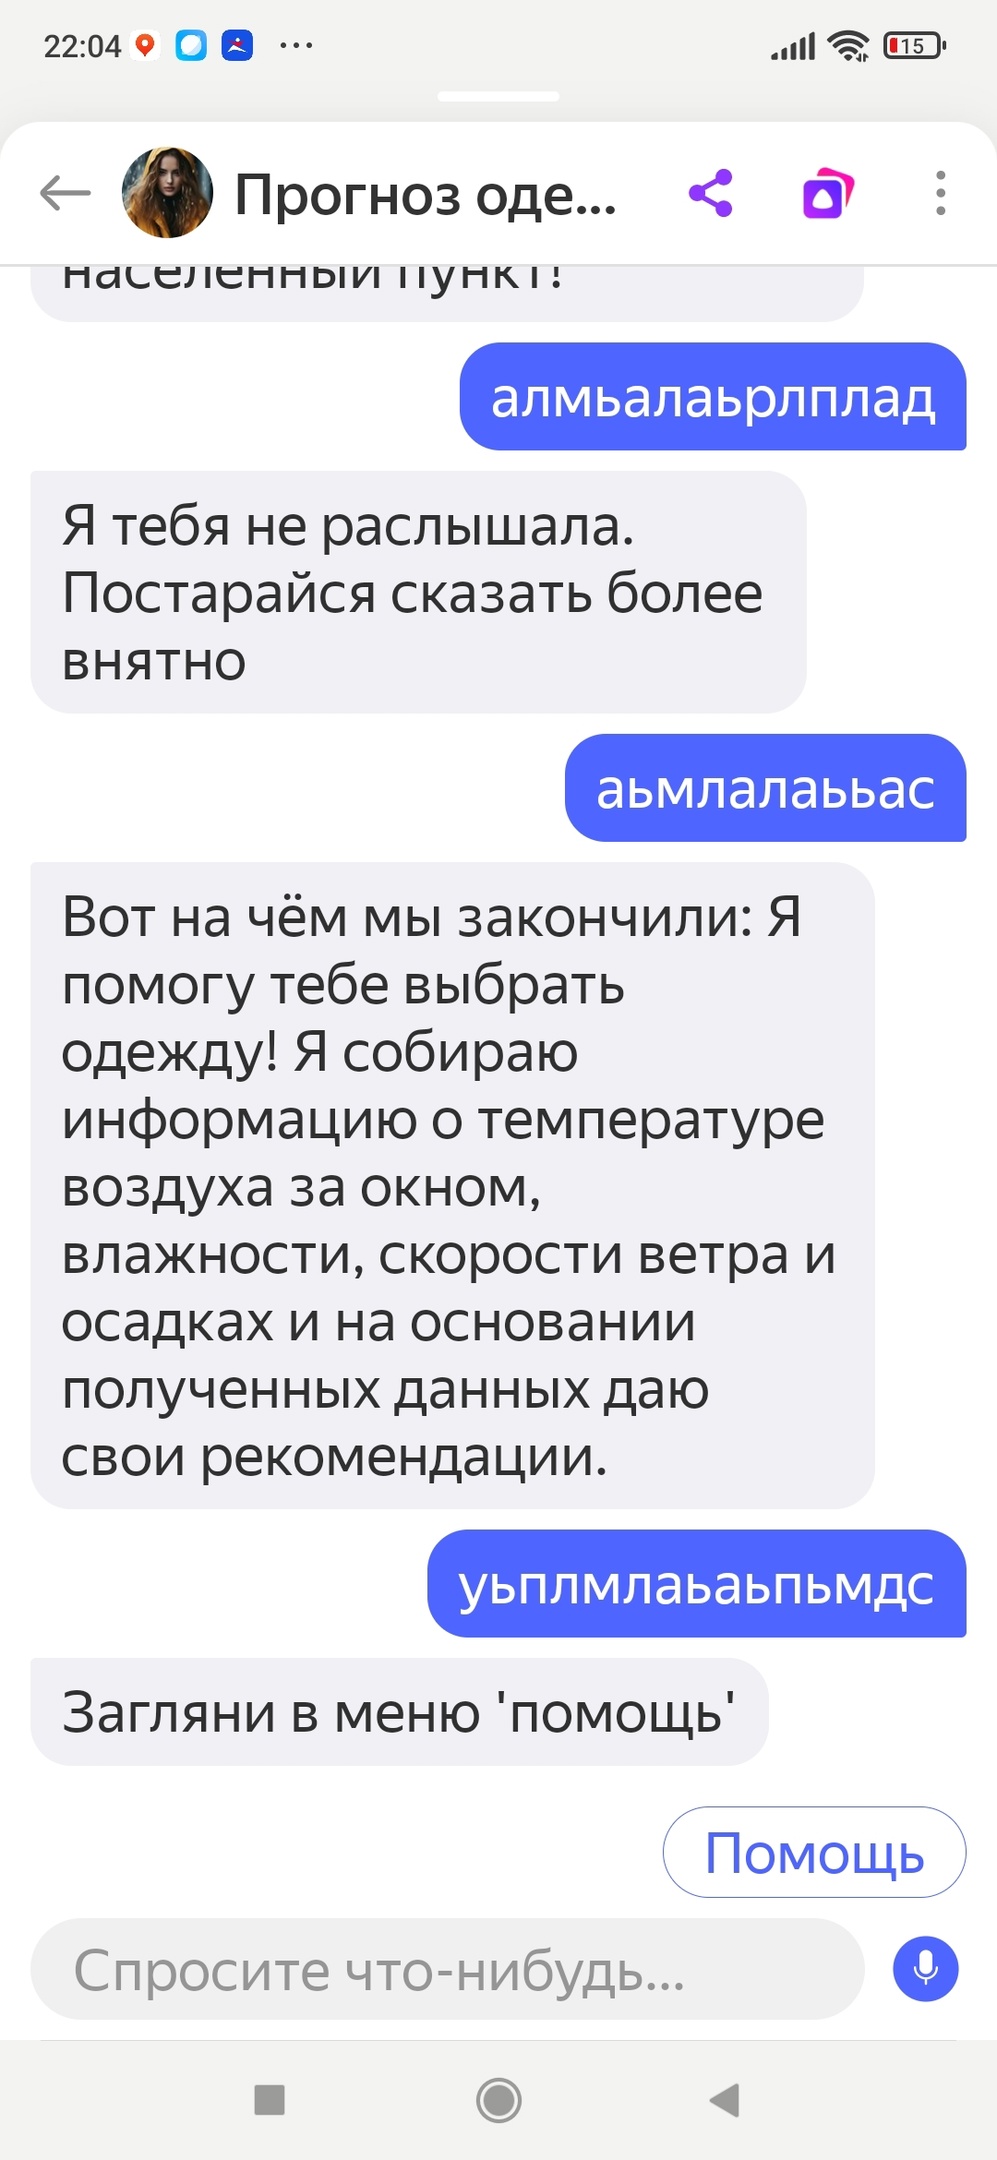 22:04
15
Прогноз оде...
населенный пункт!
алмьалаьрлплад
Я тебя не раслышала.
Постарайся сказать более
внятно
аьмлалаььас
Вот на чём мы закончили: Я
помогу тебе выбрать
одежду! Я собираю
информацию о температуре
воздуха за окном,
влажности, скорости ветра и
осадках и на основании
полученных данных даю
свои рекомендации.
уьплмлаьаьпьмдс
Загляни в меню 'помощь'
Помощь
Спросите что-нибудь...